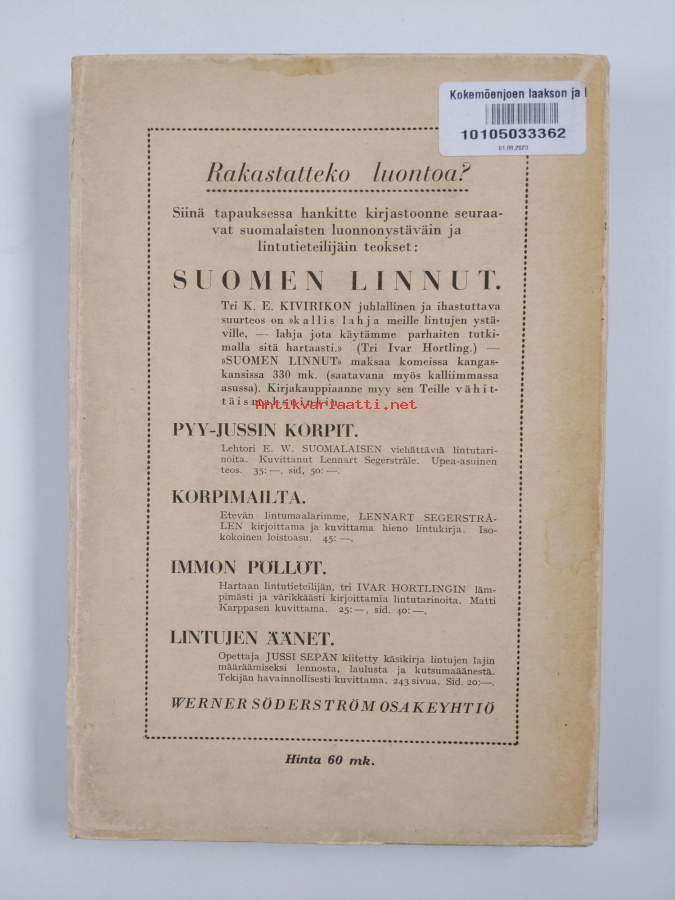 Kokemöenjoen laakson ja
10105033362
01.08.2023
Rakastatteko luontoa?
Siinä tapauksessa hankitte kirjastoonne seuraa-
vat suomalaisten luonnonystäväin ja
lintutieteilijäin teokset:
SUOMEN LINNUT.
Tri K. E. KIVIRIKON juhlallinen ja ihastuttava
suurteos on »kallis lahja meille lintujen ystä-
ville, — lahja jota käytämme parhaiten tutki-
malla sitä hartaasti.» (Tri Ivar Hortling.) —
»SUOMEN LINNUT» maksaa komeissa kangas-
kansissa 330 mk. (saatavana myös kalliimmassa
asussa). Kirjakauppiaanne myy sen Teille vähit-
täismaksuinkin.
Antikvariaatti.net
PYY-JUSSIN KORPIT.
Lehtori E. W. SUOMALAISEN viehättäviä lintutari-
noita. Kuvittanut Lennart Segerstråle. Upea-asuinen
teos. 35:—. sid, 50:—.
KORPIMAILTA.
Etevän lintumaalarimme, LENNART SEGERSTRÅ-
LEN kirjoittama ja kuvittama hieno lintukirja. Iso-
kokoinen loistoasu. 45:—.
IMMON PÖLLÖT.
Hartaan lintutieteilijän, tri IVAR HORTLINGIN läm-
pimästi ja värikkäästi kirjoittamia lintutarinoita. Matti
Karppasen kuvittama. 25:—, sid. 40:—.
LINTUJEN ÄÄNET.
Opettaja JUSSI SEPÄN kiitetty käsikirja lintujen lajin
määräämiseksi lennosta, laulusta ja kutsumaäänestä.
Tekijän havainnollisesti kuvittama. 243 sivua. Sid. 20:—.
WERNER SÖDERSTRÖM OSAKEYHTIÖ
Hinta 60 mk.